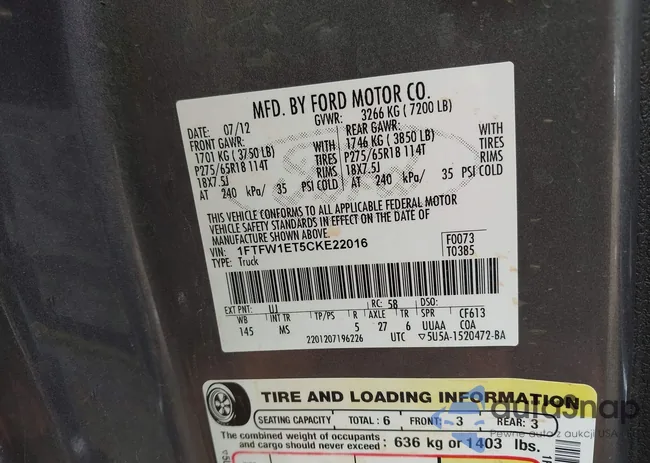 MFD. BY FORD MOTOR CO.
DATE: 07/12 GVWR: 3266 KG ( 7200 LB)
FRONT GAWR: REAR GAWR:
1701 KG ( 3750 LB) WITH 1746 KG ( 3850 LB) WITH
P275/65R18 114T TIRES P275/65R18 114T TIRES
18X7.5J RIMS 18X7.5J RIMS
AT 240 kPa/ 35 PSI COLD AT 240 kPa/ 35 PSI COLD
THIS VEHICLE CONFORMS TO ALL APPLICABLE FEDERAL MOTOR
VEHICLE SAFETY STANDARDS IN EFFECT ON THE DATE OF
MANUFACTURE SHOWN ABOVE.
VIN: 1FTFW1ET5CKE22016 F0073
TYPE: Truck T0385
EXT PNT: UJ RC: 58 DSO:
WB INT TR TP/PS R AXLE TR SPR CF613
145 MS 5 27 6 UUAA COA
2201207196226 UTC 5U5A-1520472-BA
TIRE AND LOADING INFORMATION
SEATING CAPACITY TOTAL: 6 FRONT: 3 REAR: 3
The combined weight of occupants
and cargo should never exceed: 636 kg or 1403 lbs.
autosnap
Pewne auta z aukcji USA